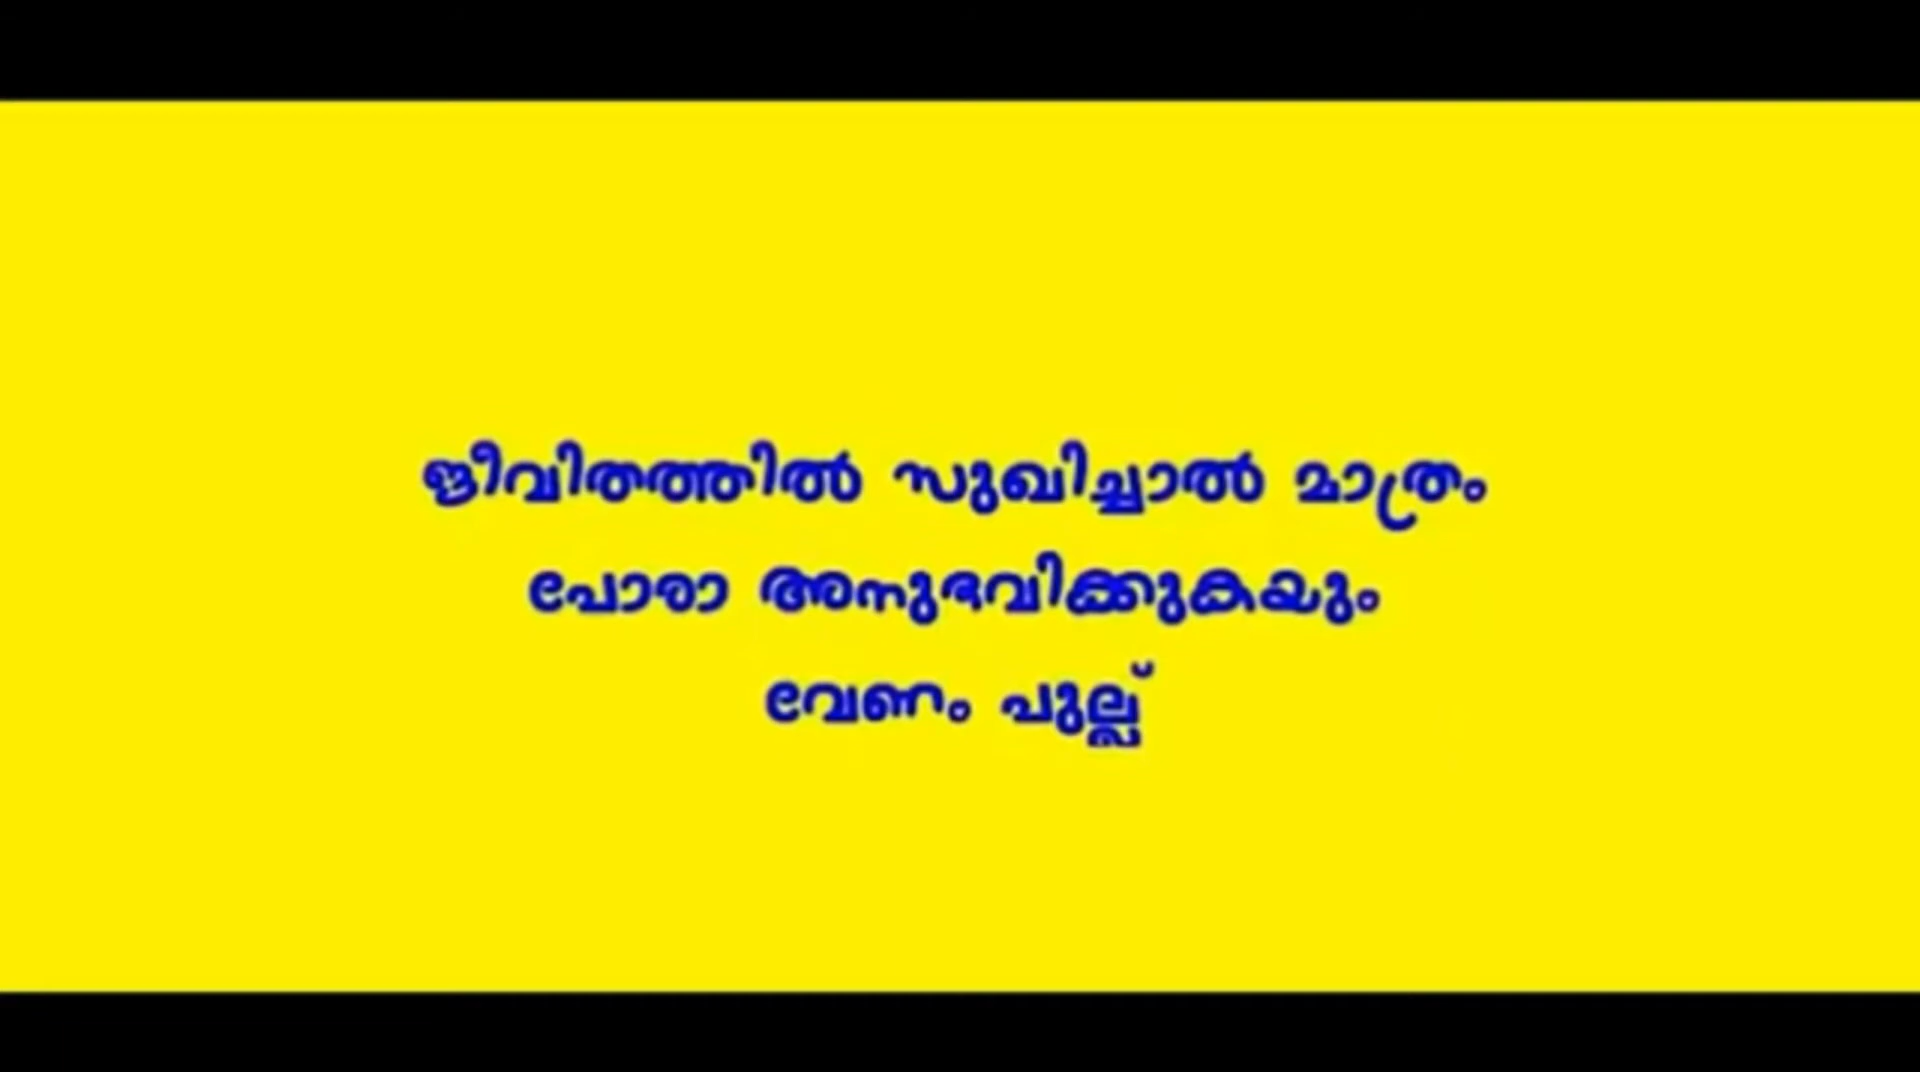 ജീവിതത്തിൽ സുഖിച്ചാൽ മാത്രം
പോരാ അനുഭവിക്കുകയും
വേണം പുല്ല്